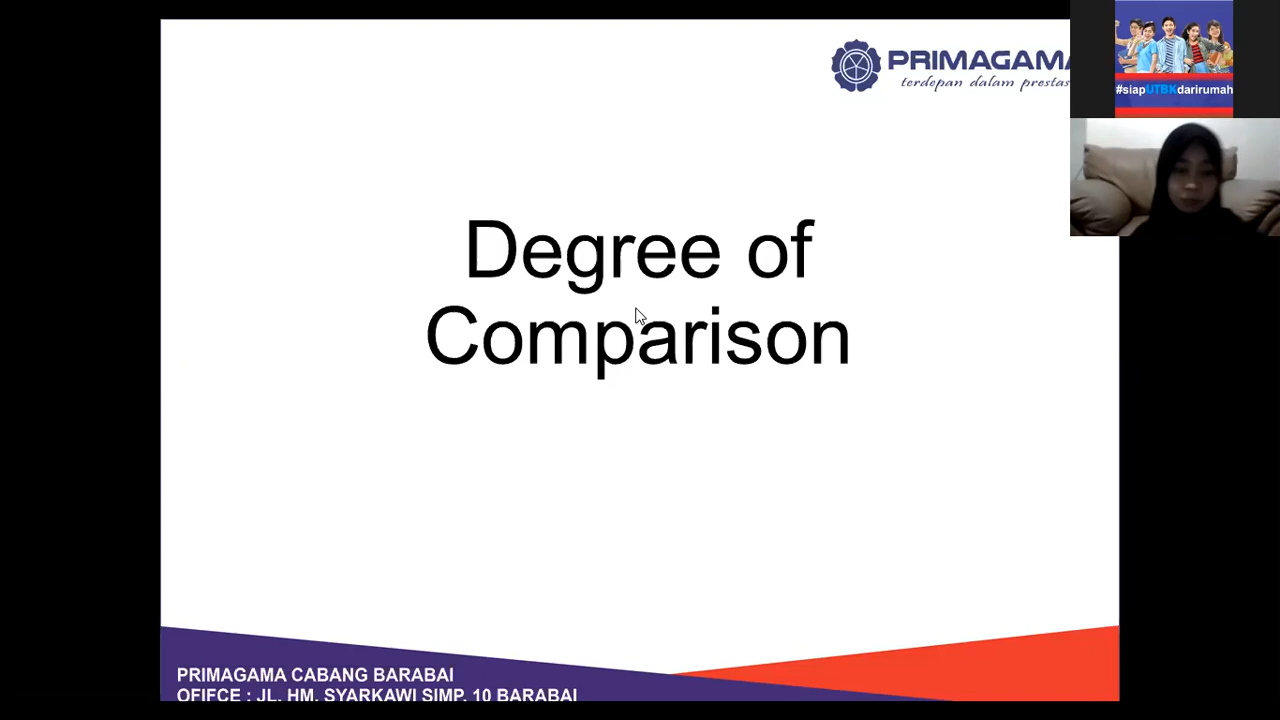 PRIMAGAMA
terdepan dalam prestas
#siapUTBKdarirumah
Degree of
Comparison
PRIMAGAMA CABANG BARABAI
OFIFCE : JL. HM. SYARKAWI SIMP. 10 BARABAI